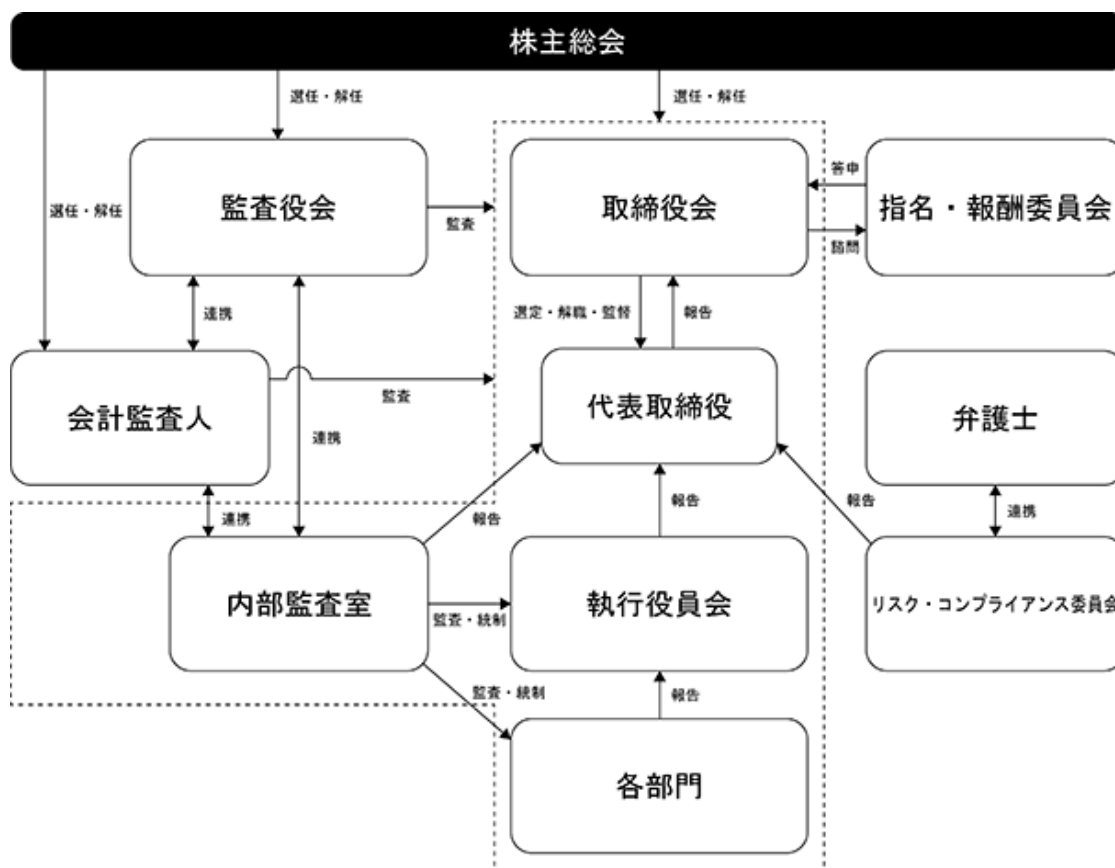 株主総会
選任・解任
選任・解任
選任・解任
監査役会
監査
取締役会
答申
諮問
指名・報酬委員会
連携
選定・解職・監督
報告
会計監査人
監査
連携
代表取締役
弁護士
連携
報告
報告
報告
連携
内部監査室
監査・統制
執行役員会
リスク・コンプライアンス委員会
監査・統制
報告
各部門